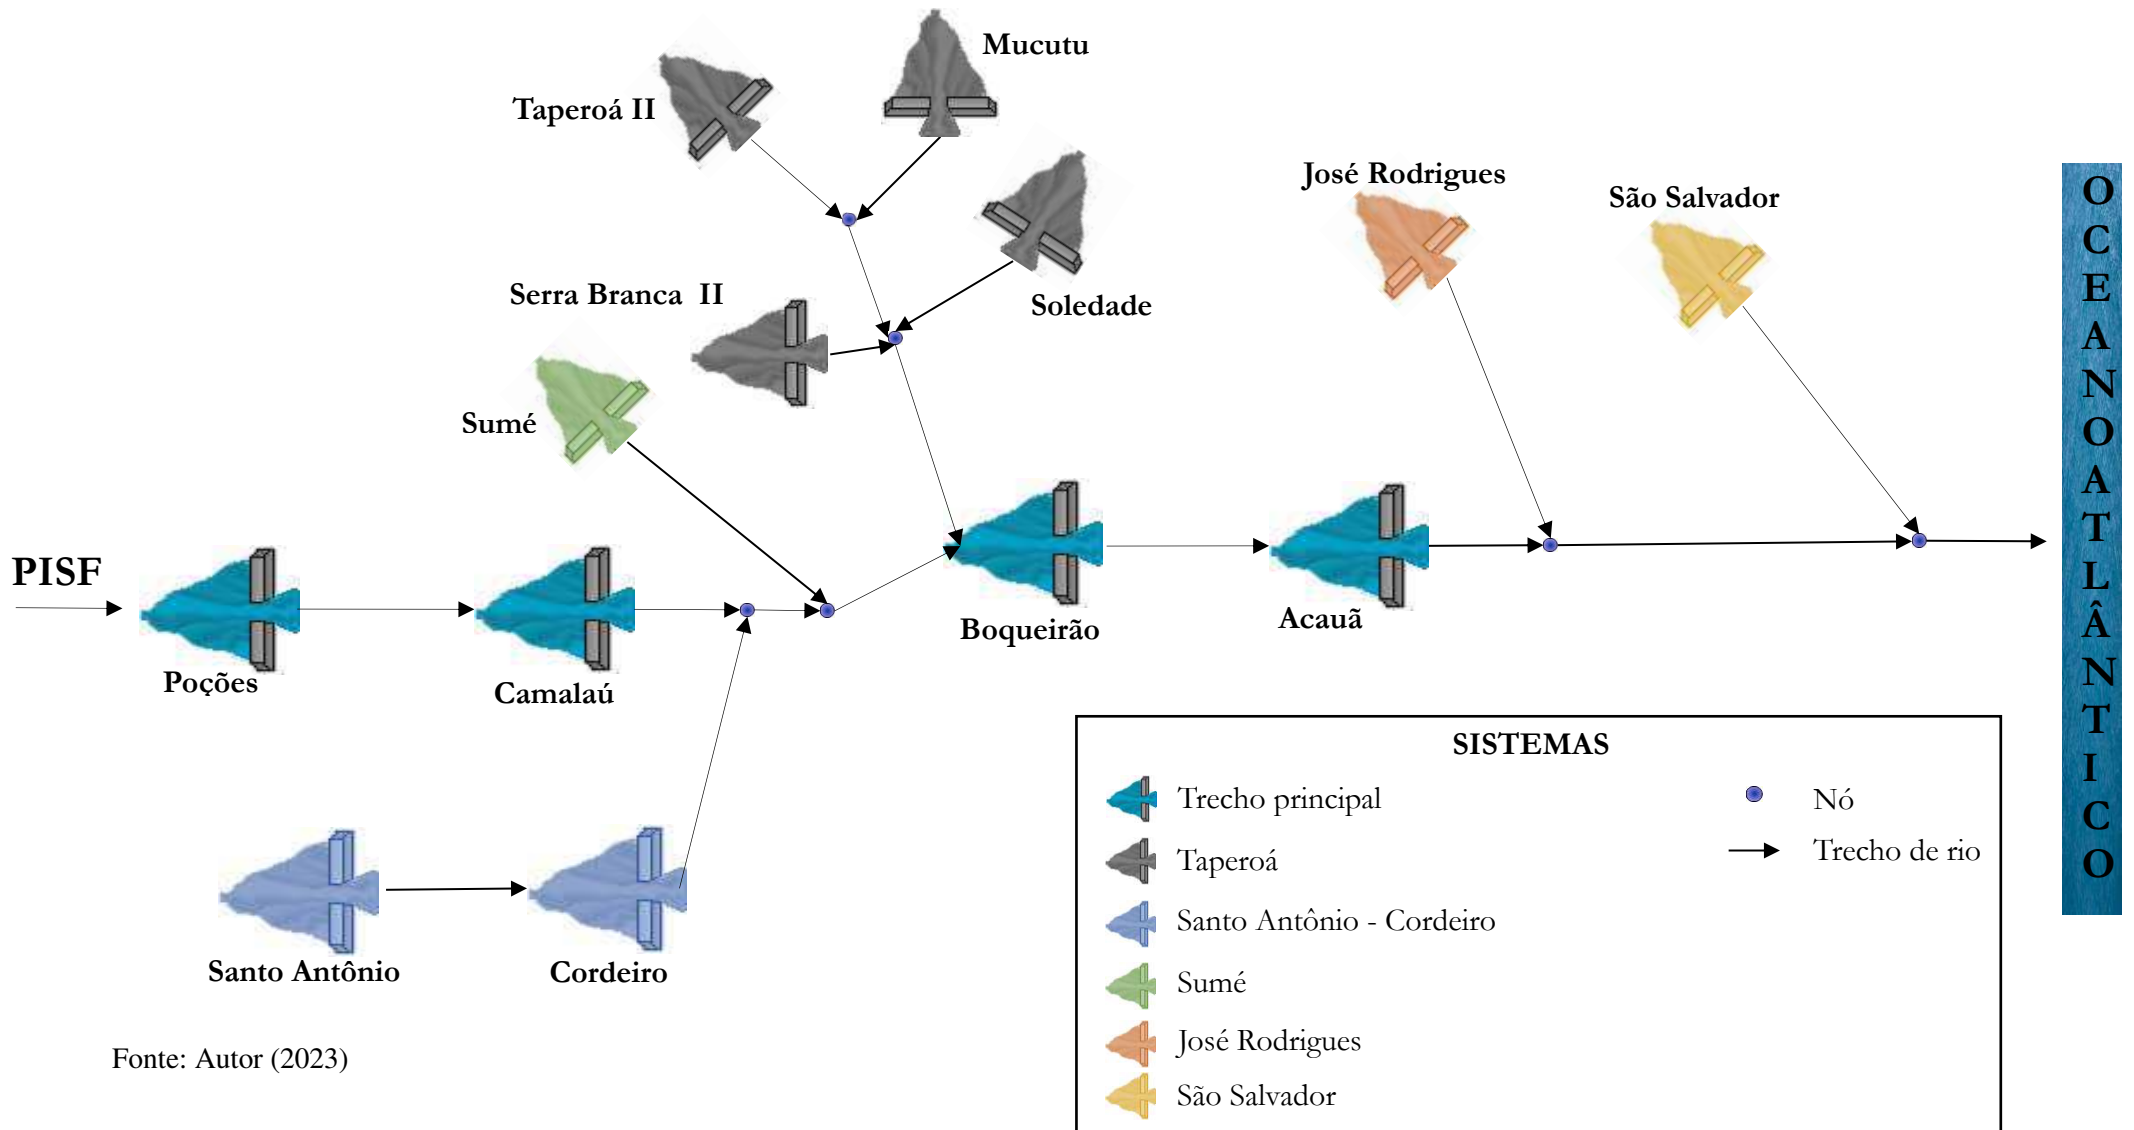 Mucutu
Taperoá II
José Rodrigues
São Salvador
Serra Branca  II
Soledade
Sumé
PISF
Boqueirão
Acauã
Poções
Camalaú
Santo Antônio
Cordeiro
OCEANOATLÂNTICO
SISTEMAS
Trecho principal
Nó
Taperoá
Trecho de rio
Santo Antônio - Cordeiro
Sumé
José Rodrigues
São Salvador
Fonte: Autor (2023)